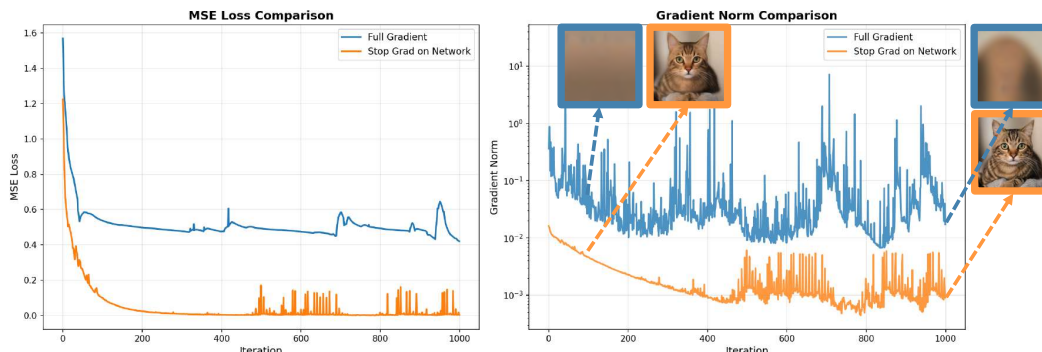 MSE Loss Comparison
Full Gradient
Stop Grad on Network
MSE Loss
1.6
1.4
1.2
1.0
0.8
0.6
0.4
0.2
0.0
0
200
400
600
800
1000
Iteration
Gradient Norm Comparison
Full Gradient
Stop Grad on Network
Gradient Norm
10¹
10⁰
10⁻¹
10⁻²
10⁻³
0
200
400
600
800
1000
Iteration